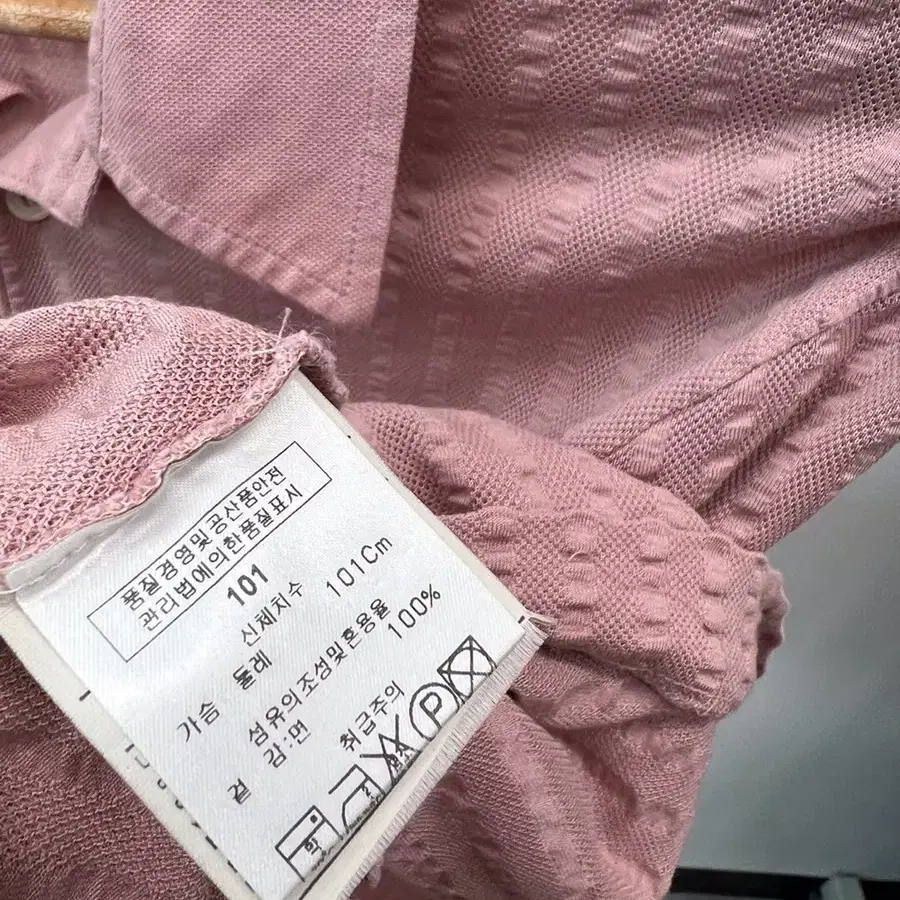 품질경영및공산품안전
관리법에의한품질표시
101
신체치수
가슴 둘레 101Cm
섬유의조성및혼용율
겉 감:면 100%
취급주의
P